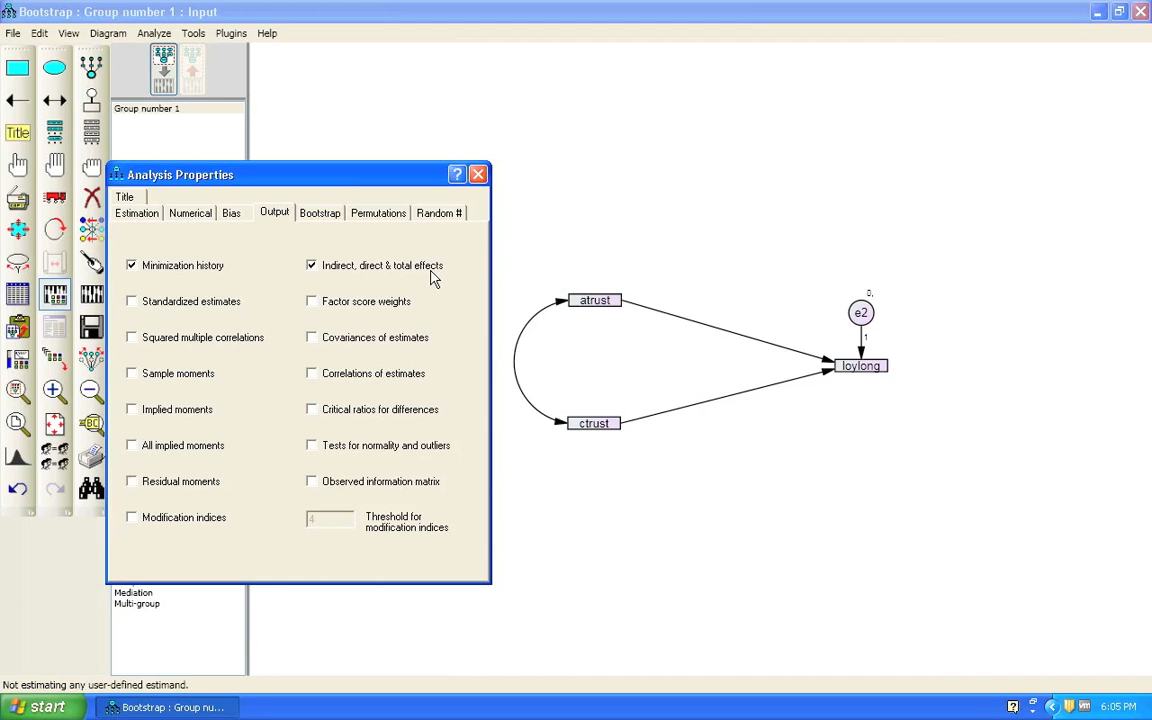 Bootstrap : Group number 1 : Input
File Edit View Diagram Analyze Tools Plugins Help
Title
Group number 1
Analysis Properties
Title
Estimation Numerical Bias Output Bootstrap Permutations Random #
Minimization history
Indirect, direct & total effects
Standardized estimates
Factor score weights
Squared multiple correlations
Covariances of estimates
Sample moments
Correlations of estimates
Implied moments
Critical ratios for differences
All implied moments
Tests for normality and outliers
Residual moments
Observed information matrix
Modification indices
4
Threshold for
modification indices
atrust
0,
e2
1
loylong
ctrust
Mediation
Multi-group
Not estimating any user-defined estimand.
start
Bootstrap : Group nu...
6:05 PM